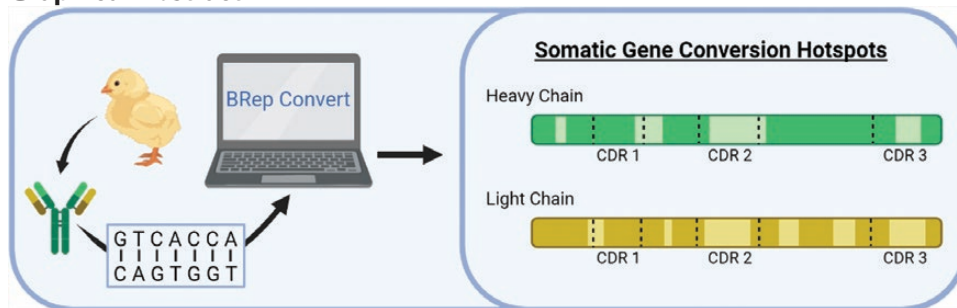 BRep Convert
GTCACCA
CAGTGGT
Somatic Gene Conversion Hotspots
Heavy Chain
CDR 1 CDR 2 CDR 3
Light Chain
CDR 1 CDR 2 CDR 3